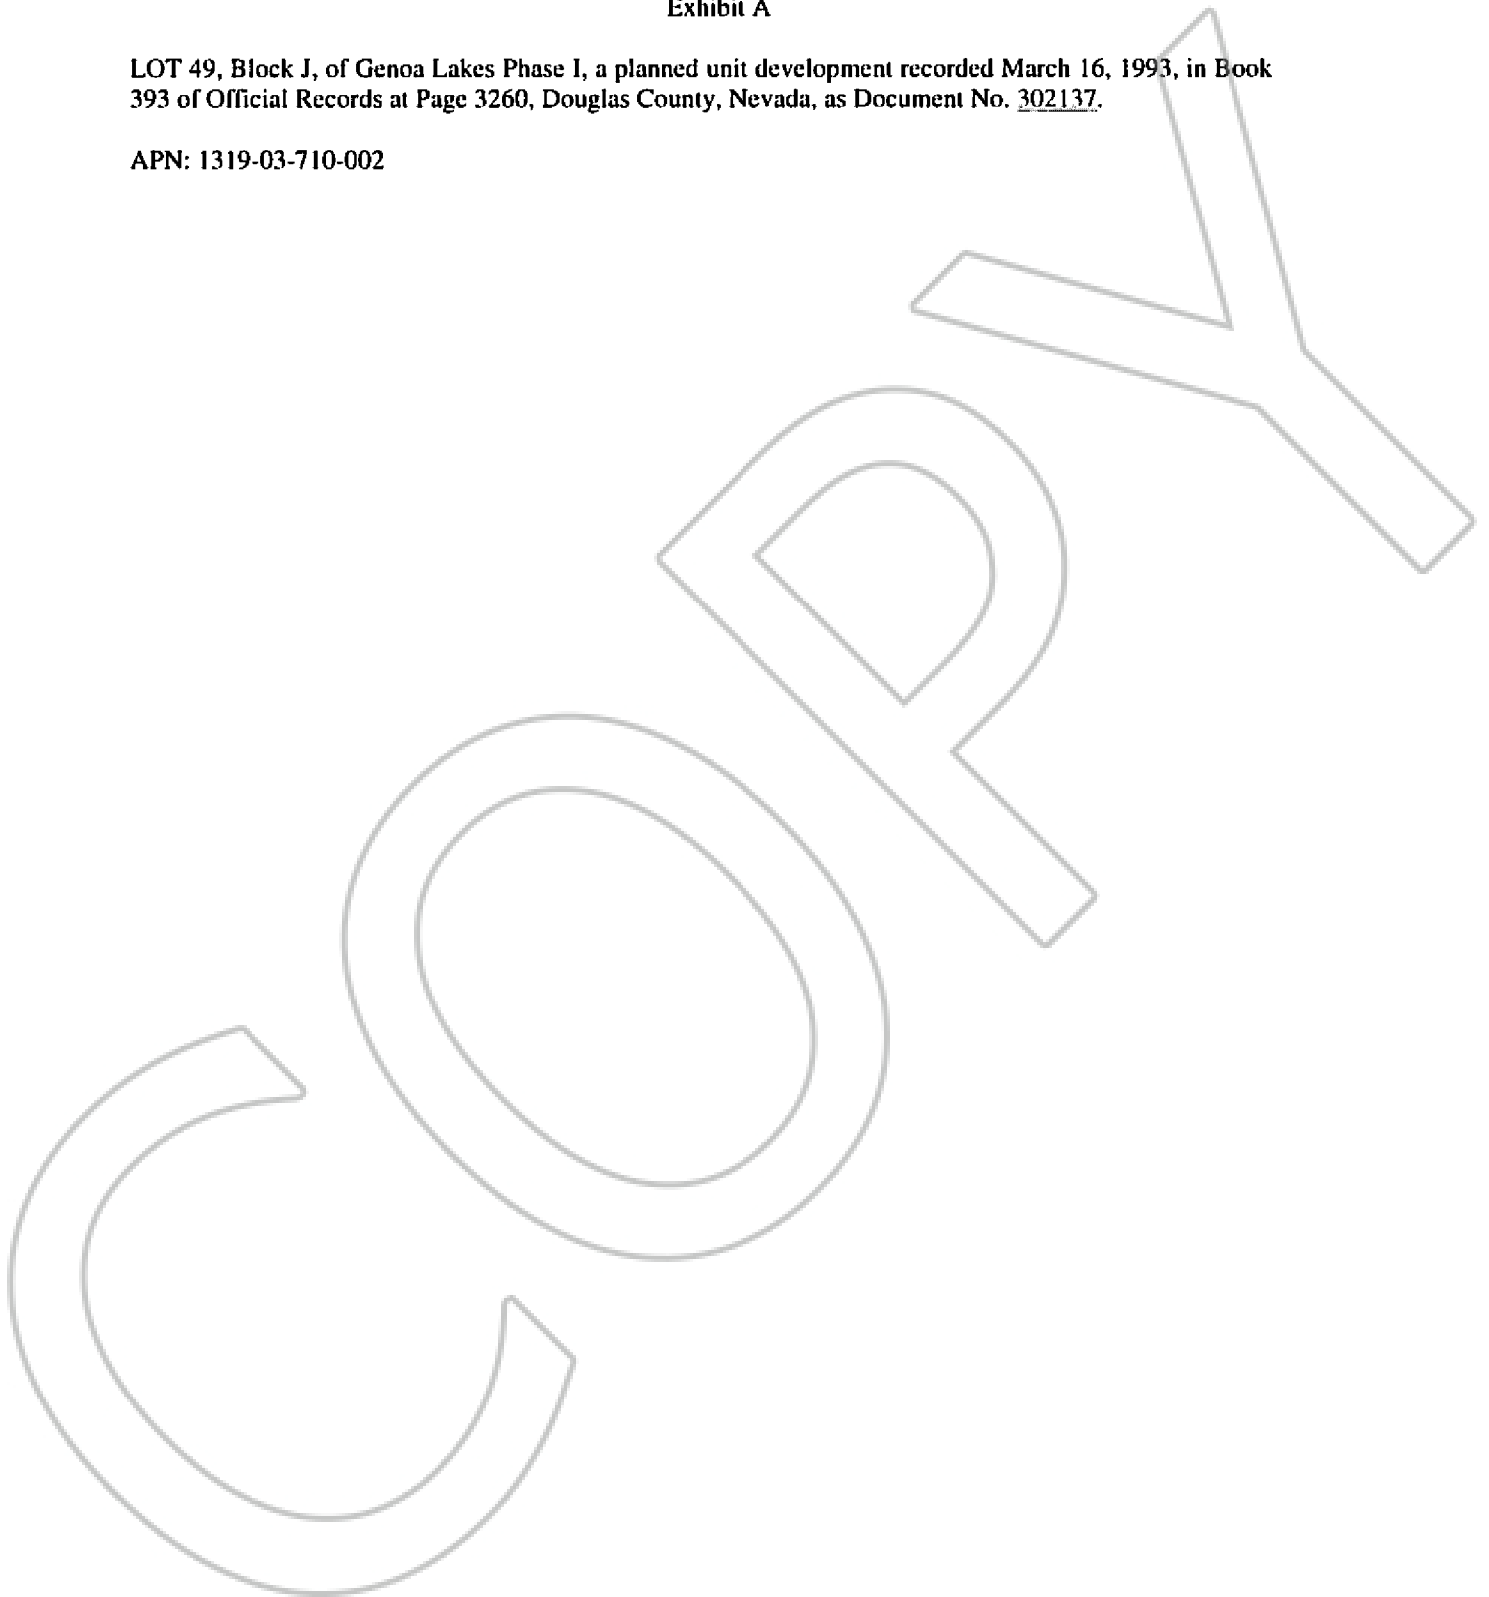 Exhibit A
LOT 49, Block J, of Genoa Lakes Phase I, a planned unit development recorded March 16, 1993, in Book
393 of Official Records at Page 3260, Douglas County, Nevada, as Document No. 302137.
APN: 1319-03-710-002
COPY